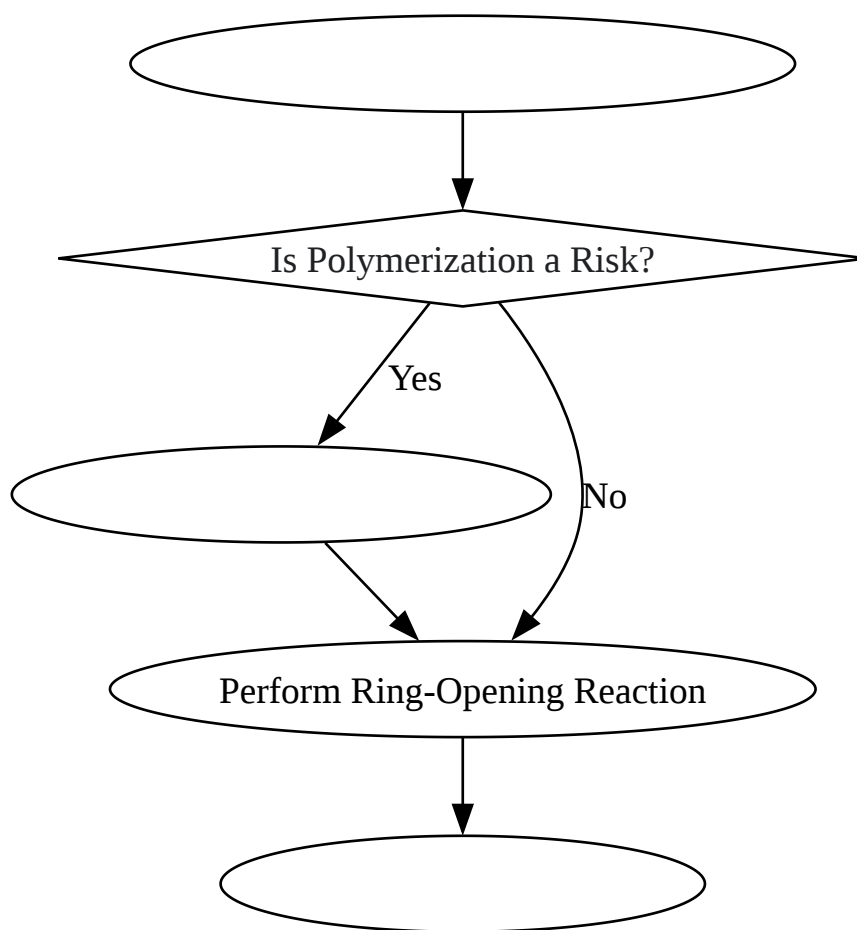 Is Polymerization a Risk?
Yes
No
Perform Ring-Opening Reaction